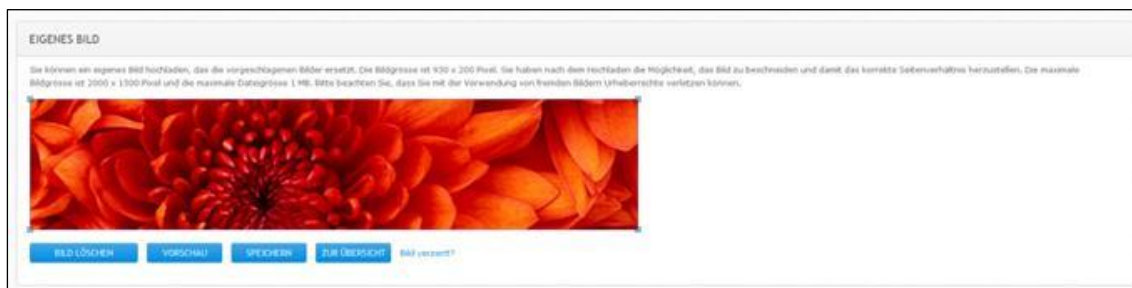 EIGENES BILD
Sie können ein eigenes Bild hochladen, das die vorgeschlagenen Bilder ersetzt. Die Bildgrösse ist 930 x 200 Pixel. Sie haben nach dem Hochladen die Möglichkeit, das Bild zu beschneiden und damit das korrekte Seitenverhältnis herzustellen. Die maximale
Bildgrösse ist 2000 x 1500 Pixel und die maximale Dateigrösse 1 MB. Bitte beachten Sie, dass Sie mit der Verwendung von fremden Bildern Urheberrechte verletzen können.
BILD LÖSCHEN VORSCHAU SPEICHERN ZUR ÜBERSICHT Bild verzerrt?